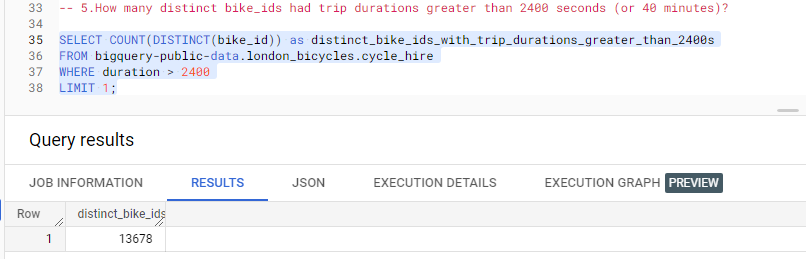 33 -- 5.How many distinct bike_ids had trip durations greater than 2400 seconds (or 40 minutes)?
34
35 SELECT COUNT(DISTINCT(bike_id)) as distinct_bike_ids_with_trip_durations_greater_than_2400s
36 FROM bigquery-public-data.london_bicycles.cycle_hire
37 WHERE duration > 2400
38 LIMIT 1;
Query results
JOB INFORMATION RESULTS JSON EXECUTION DETAILS EXECUTION GRAPH PREVIEW
Row distinct_bike_ids
1 13678